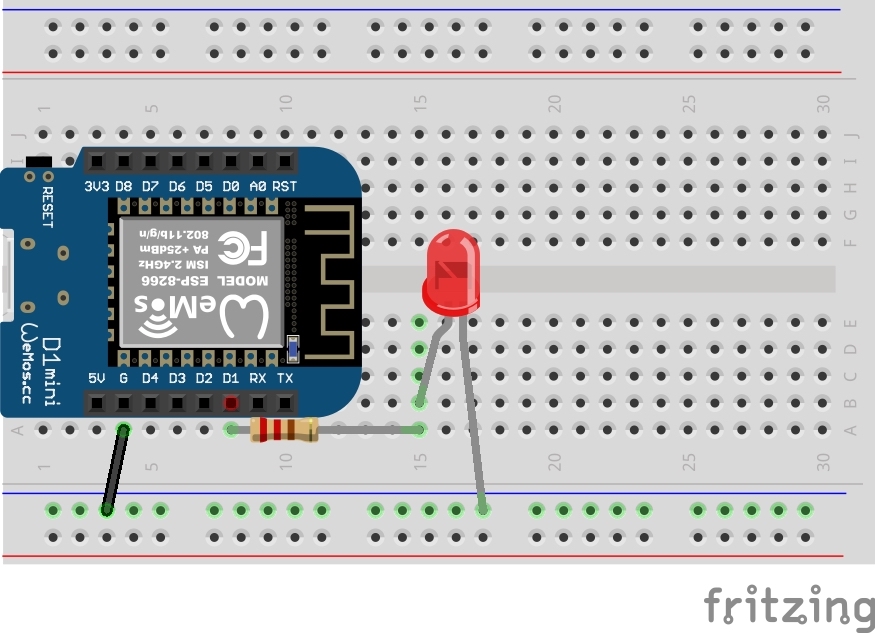 1 5 10 15 20 25 30
J
I
H
G
F
3V3 D8 D7 D6 D5 D0 A0 RST
RESET
802.11b/g/n
PA +25dBm
ISM 2.4GHz
MODEL ESP-8266
FC
WeMos
D1mini
WeMos.cc
5V G D4 D3 D2 D1 RX TX
E
D
C
B
A A
1 5 10 15 20 25 30
fritzing